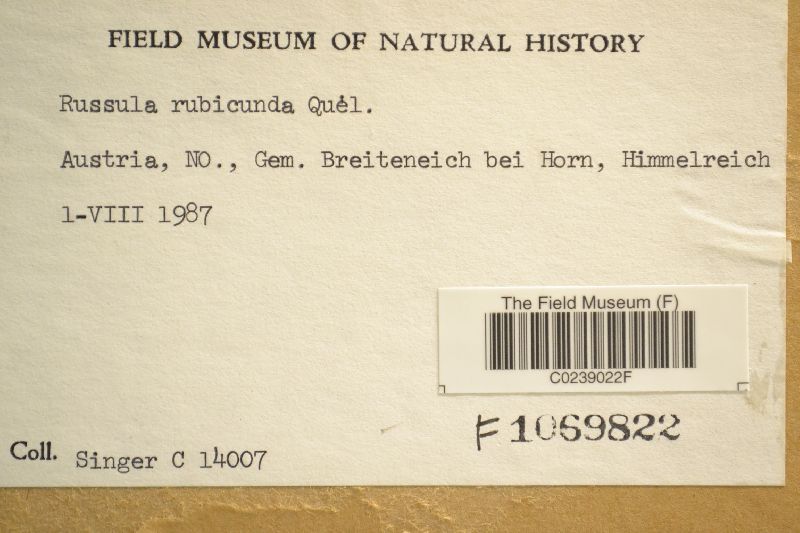 FIELD MUSEUM OF NATURAL HISTORY
Russula rubicunda Quél.
Austria, NO., Gem. Breiteneich bei Horn, Himmelreich
1-VIII 1987
The Field Museum (F)
C0239022F
F 1069822
Coll. Singer C 14007